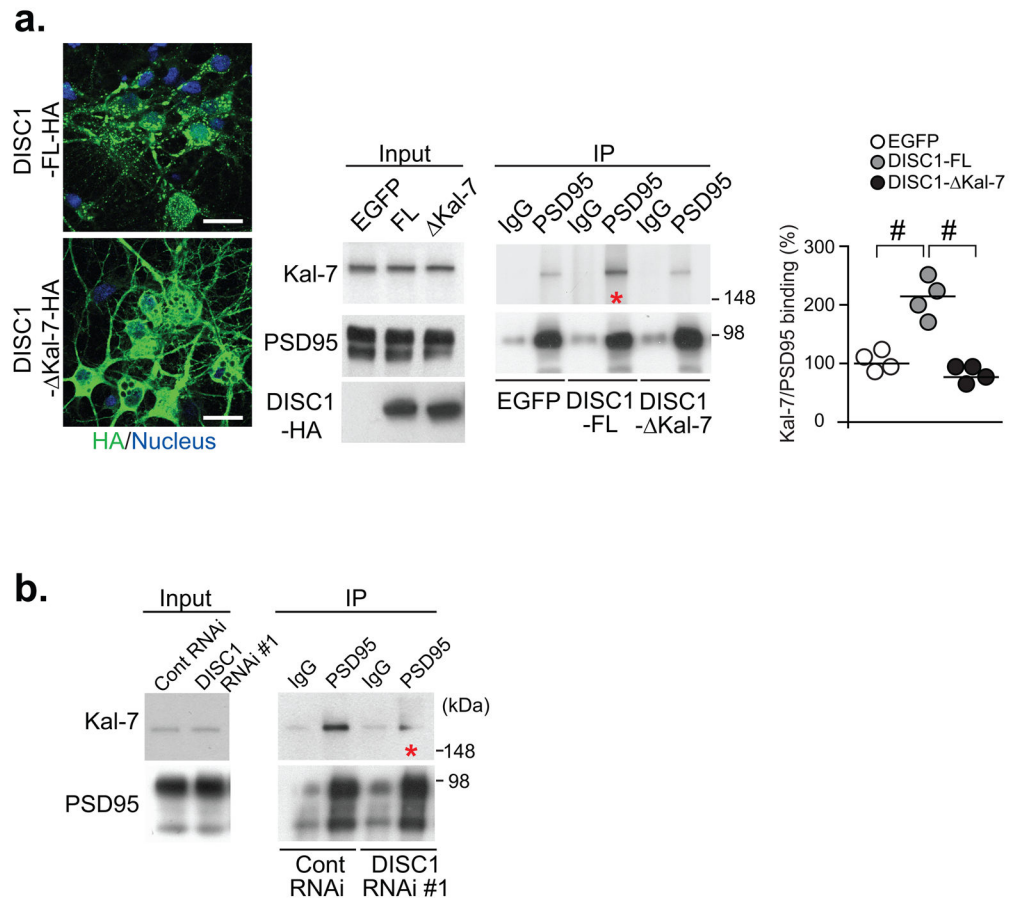 a.
DISC1
-FL-HA
DISC1
-ΔKal-7-HA
HA/Nucleus
Input
EGFP
FL
ΔKal-7
Kal-7
PSD95
DISC1
-HA
IP
IgG
PSD95
IgG
PSD95
IgG
PSD95
*
- 148
- 98
EGFP
DISC1
-FL
DISC1
-ΔKal-7
EGFP
DISC1-FL
DISC1-ΔKal-7
# #
Kal-7/PSD95 binding (%)
300
200
100
0
b.
Input
Cont RNAi
DISC1
RNAi #1
Kal-7
PSD95
IP
IgG
PSD95
IgG
PSD95
(kDa)
*
-148
- 98
Cont
RNAi
DISC1
RNAi #1